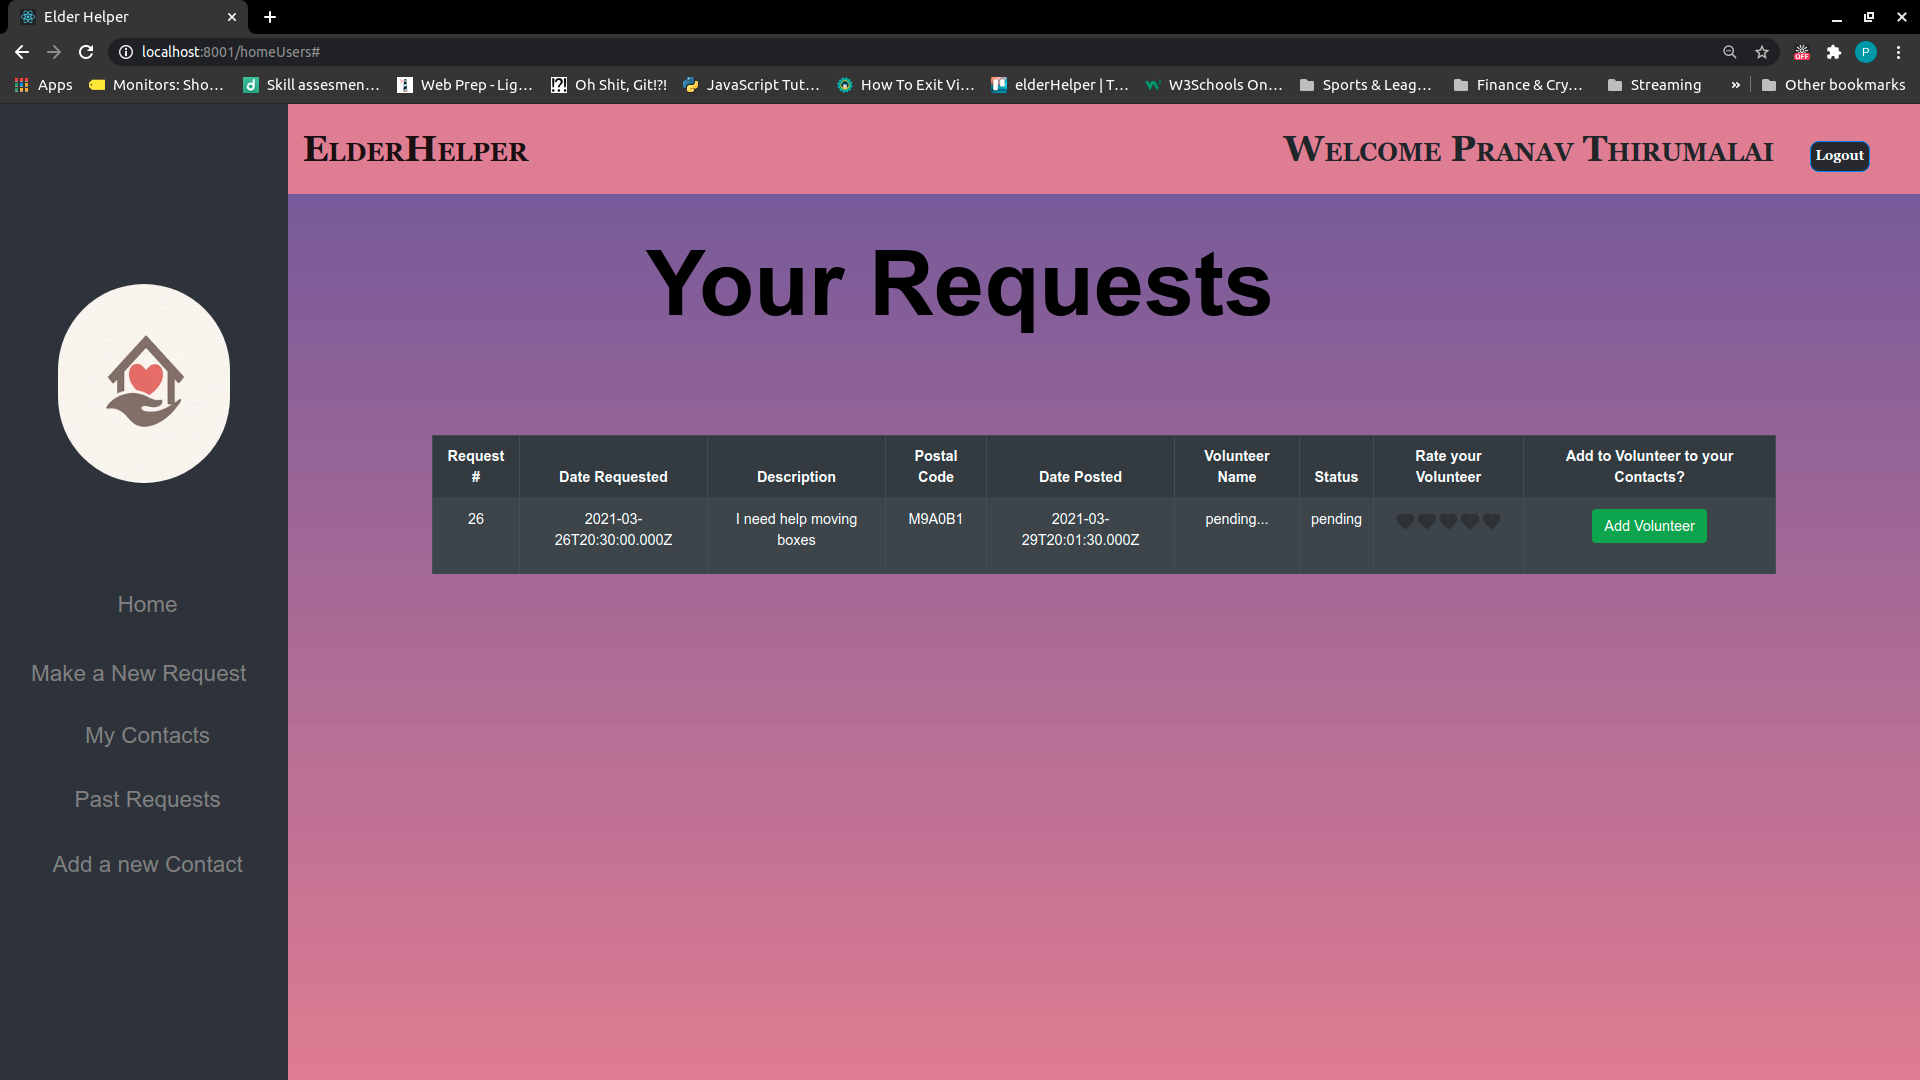 Elder Helper
localhost:8001/homeUsers#
OFF
P
Apps
Monitors: Sho...
Skill assesmen...
Web Prep - Lig...
Oh Shit, Git!?!
JavaScript Tut...
How To Exit Vi...
elderHelper | T...
W3Schools On...
Sports & Leag...
Finance & Cry...
Streaming
»
Other bookmarks
ElderHelper
Welcome Pranav Thirumalai
Logout
Your Requests
Request
#
Date Requested
Description
Postal
Code
Date Posted
Volunteer
Name
Status
Rate your
Volunteer
Add to Volunteer to your
Contacts?
26
2021-03-
26T20:30:00.000Z
I need help moving
boxes
M9A0B1
2021-03-
29T20:01:30.000Z
pending...
pending
Add Volunteer
Home
Make a New Request
My Contacts
Past Requests
Add a new Contact